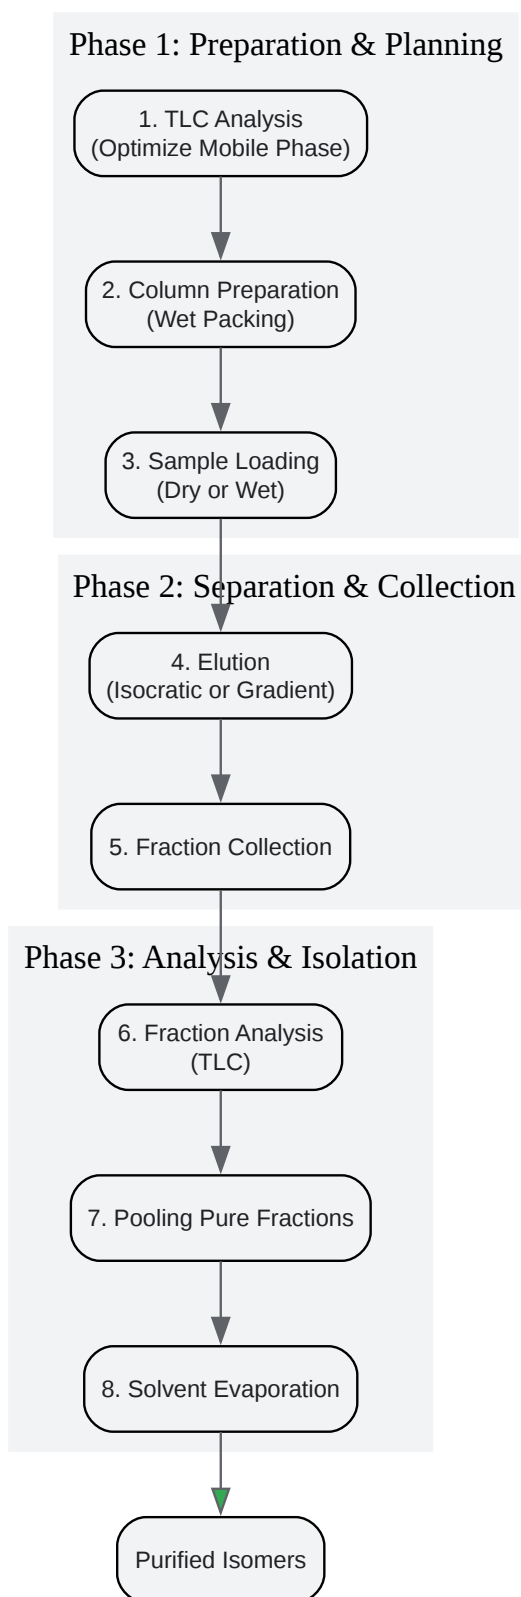 Phase 1: Preparation & Planning
1. TLC Analysis
(Optimize Mobile Phase)
2. Column Preparation
(Wet Packing)
3. Sample Loading
(Dry or Wet)
Phase 2: Separation & Collection
4. Elution
(Isocratic or Gradient)
5. Fraction Collection
Phase 3: Analysis & Isolation
6. Fraction Analysis
(TLC)
7. Pooling Pure Fractions
8. Solvent Evaporation
Purified Isomers